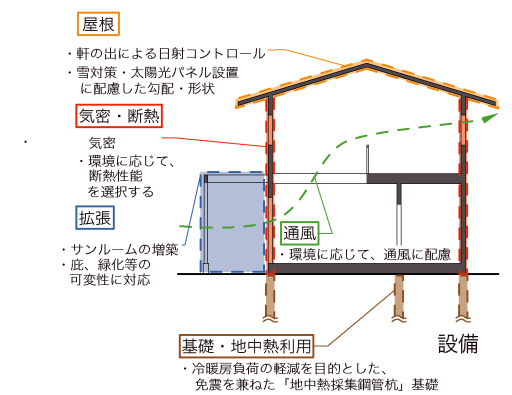 屋根
・軒の出による日射コントロール
・雪対策・太陽光パネル設置
に配慮した勾配・形状
気密・断熱
・
気密
・環境に応じて、
断熱性能
を選択する
拡張
・サンルームの増築
・庇、緑化等の
可変性に対応
通風
・環境に応じて、通風に配慮
基礎・地中熱利用
・冷暖房負荷の軽減を目的とした、
免震を兼ねた「地中熱採集鋼管杭」基礎
設備